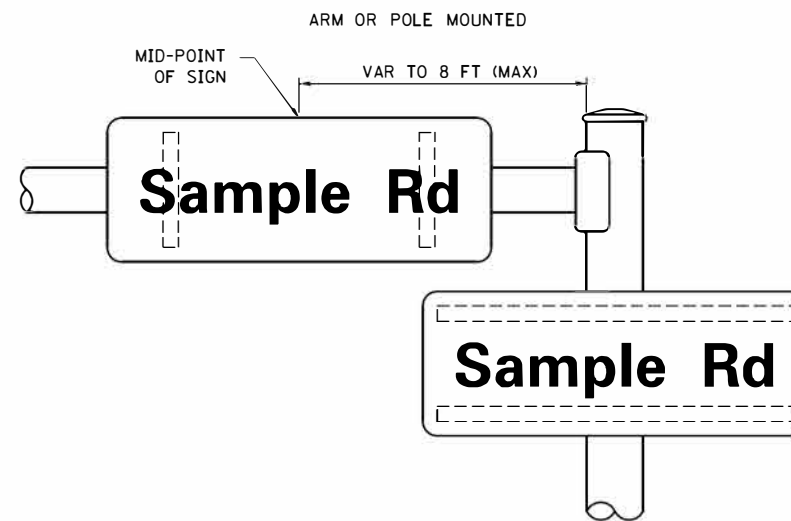 ARM OR POLE MOUNTED
MID-POINT
OF SIGN
VAR TO 8 FT (MAX)
Sample Rd
Sample Rd